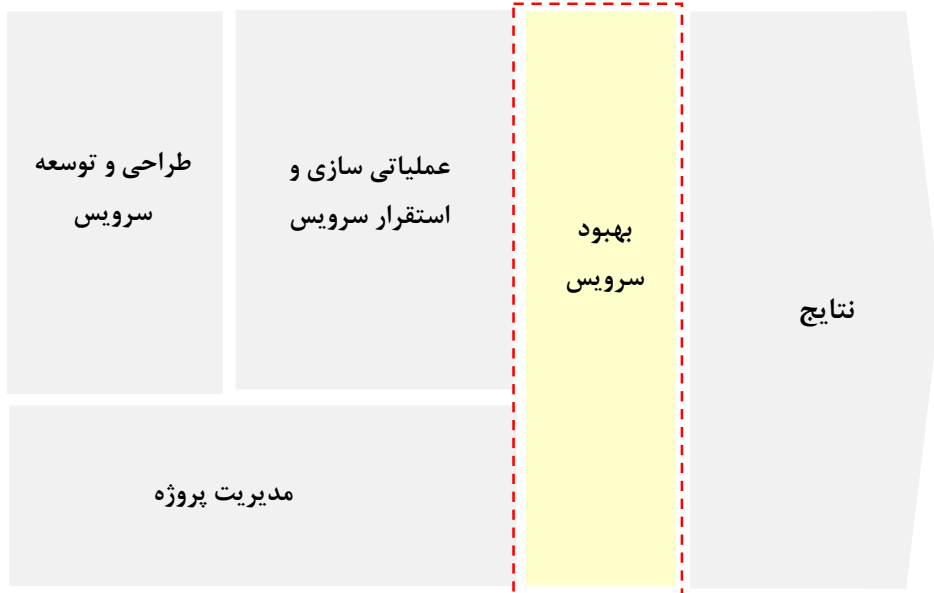 طراحی و توسعه
سرویس
عملیاتی سازی و
استقرار سرویس
بهبود
سرویس
نتایج
مدیریت پروژه